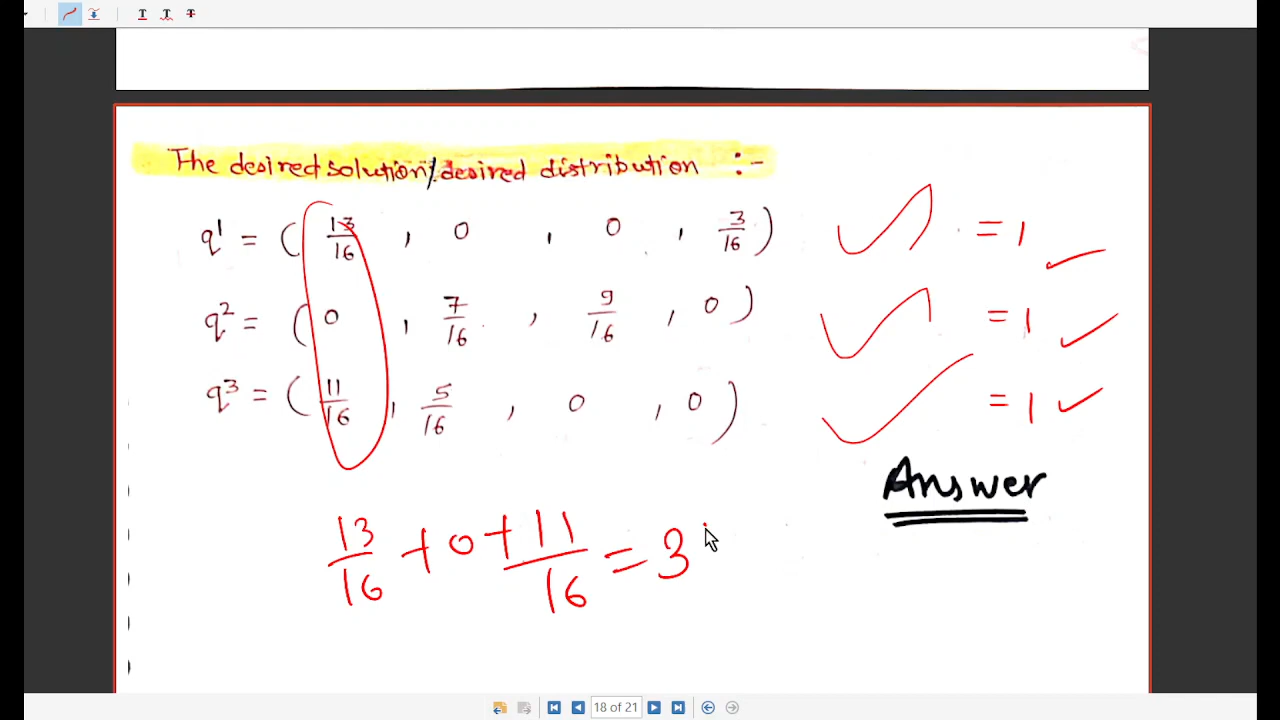 T T T
The desired solution/desired distribution :-
q¹ = ( 13/16 , 0 , 0 , 3/16 ) = 1
q² = ( 0 , 7/16 , 9/16 , 0 ) = 1
q³ = ( 11/16 , 5/16 , 0 , 0 ) = 1
Answer
13/16 + 0 + 11/16 = 3
18 of 21